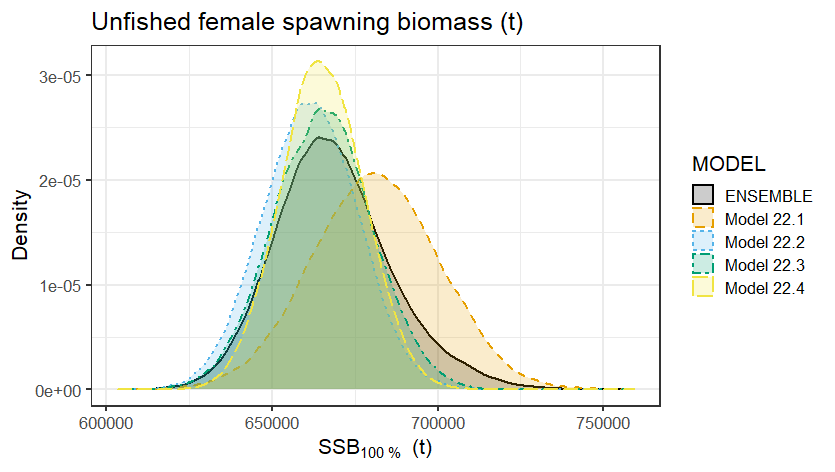 Unfished female spawning biomass (t)
3e-05
2e-05
1e-05
0e+00
Density
600000 650000 700000 750000
SSB100 % (t)
MODEL
ENSEMBLE
Model 22.1
Model 22.2
Model 22.3
Model 22.4